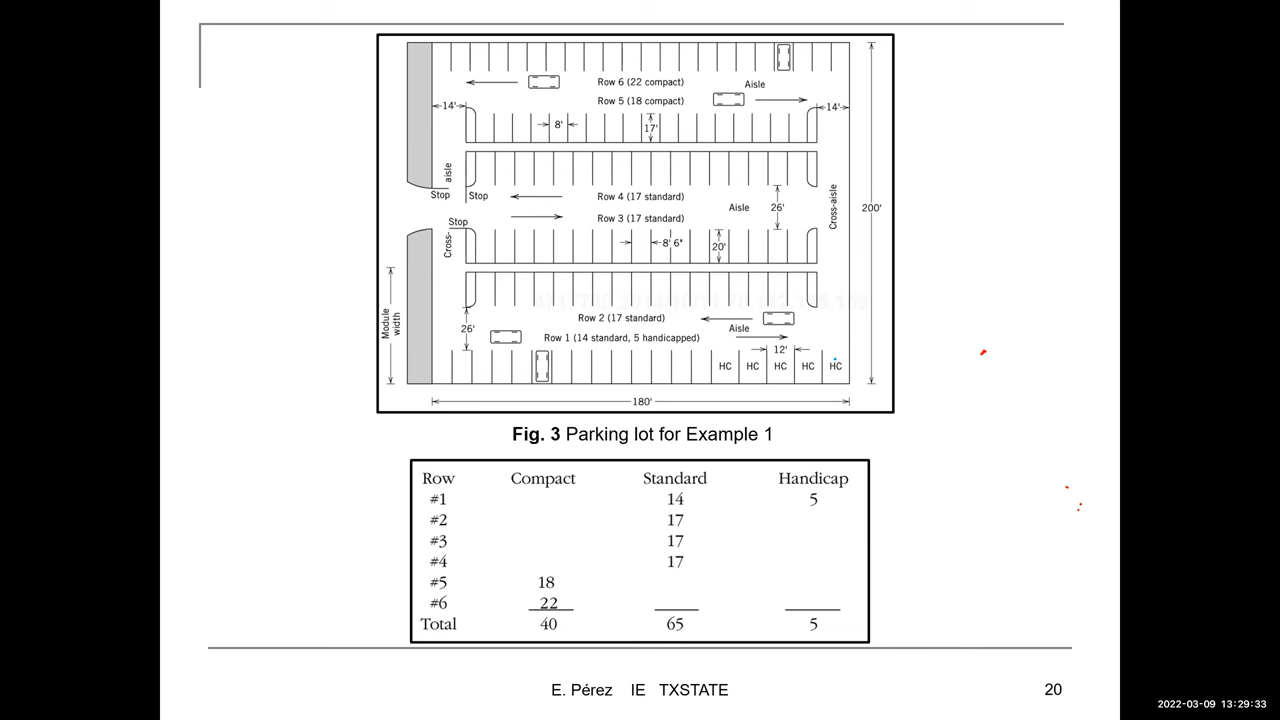 Row 6 (22 compact) Aisle
Row 5 (18 compact)
14' 14'
8' 17'
Cross-aisle
Stop Stop
Row 4 (17 standard)
Aisle 26' Cross-aisle 200'
Row 3 (17 standard)
Stop
8' 6" 20'
Module width
Row 2 (17 standard)
26' Aisle
Row 1 (14 standard, 5 handicapped)
12'
HC HC HC HC HC
180'
Fig. 3 Parking lot for Example 1
Row Compact Standard Handicap
#1 14 5
#2 17
#3 17
#4 17
#5 18
#6 22
Total 40 65 5
E. Pérez IE TXSTATE 20
2022-03-09 13:29:33